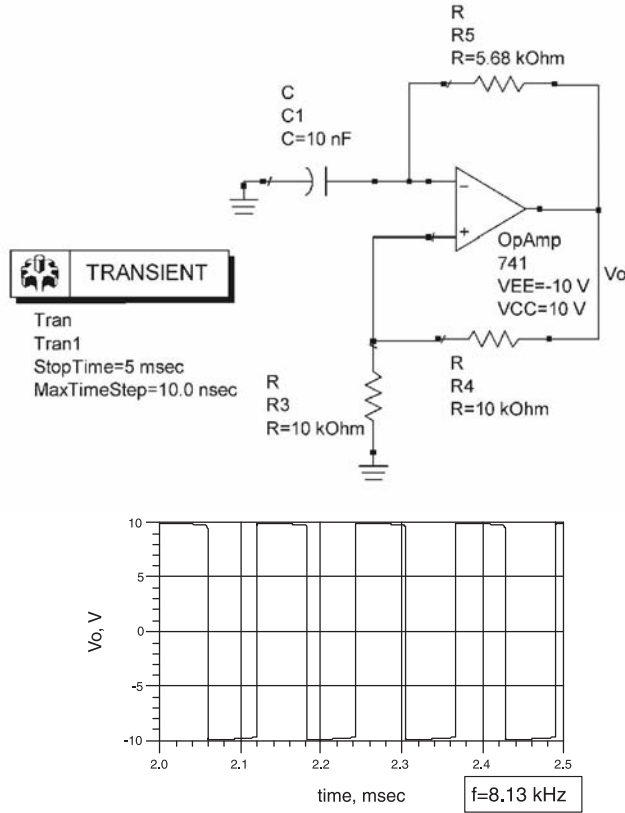 R
R5
R=5.68 kOhm
C
C1
C=10 nF
−
+
OpAmp
741
VEE=-10 V
VCC=10 V
Vo
TRANSIENT
Tran
Tran1
StopTime=5 msec
MaxTimeStep=10.0 nsec
R
R4
R=10 kOhm
R
R3
R=10 kOhm
Vo, V
10
5
0
-5
-10
2.0 2.1 2.2 2.3 2.4 2.5
time, msec
f=8.13 kHz